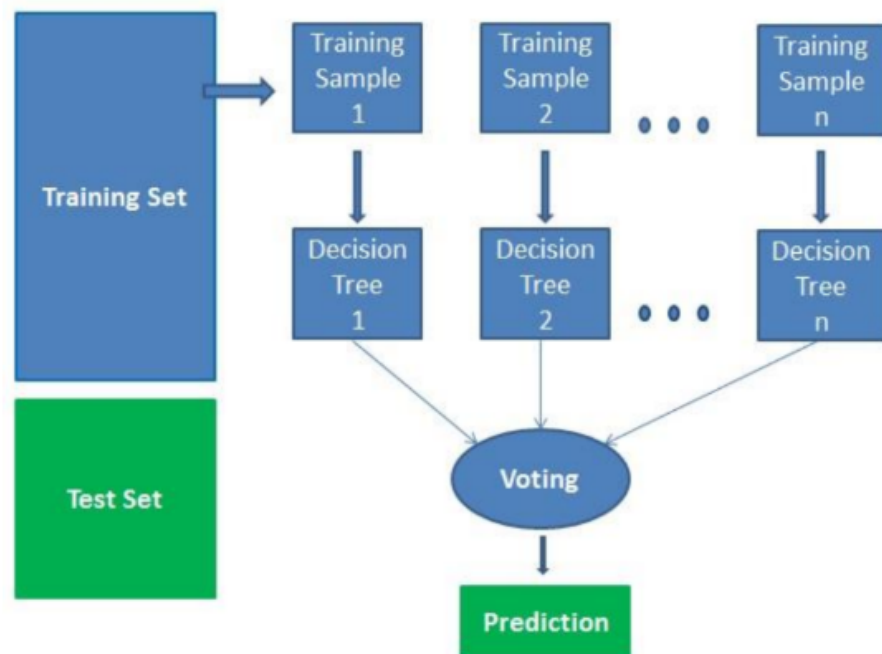 Training Set
Test Set
Training
Sample
1
Training
Sample
2
Training
Sample
n
Decision
Tree
1
Decision
Tree
2
Decision
Tree
n
Voting
Prediction